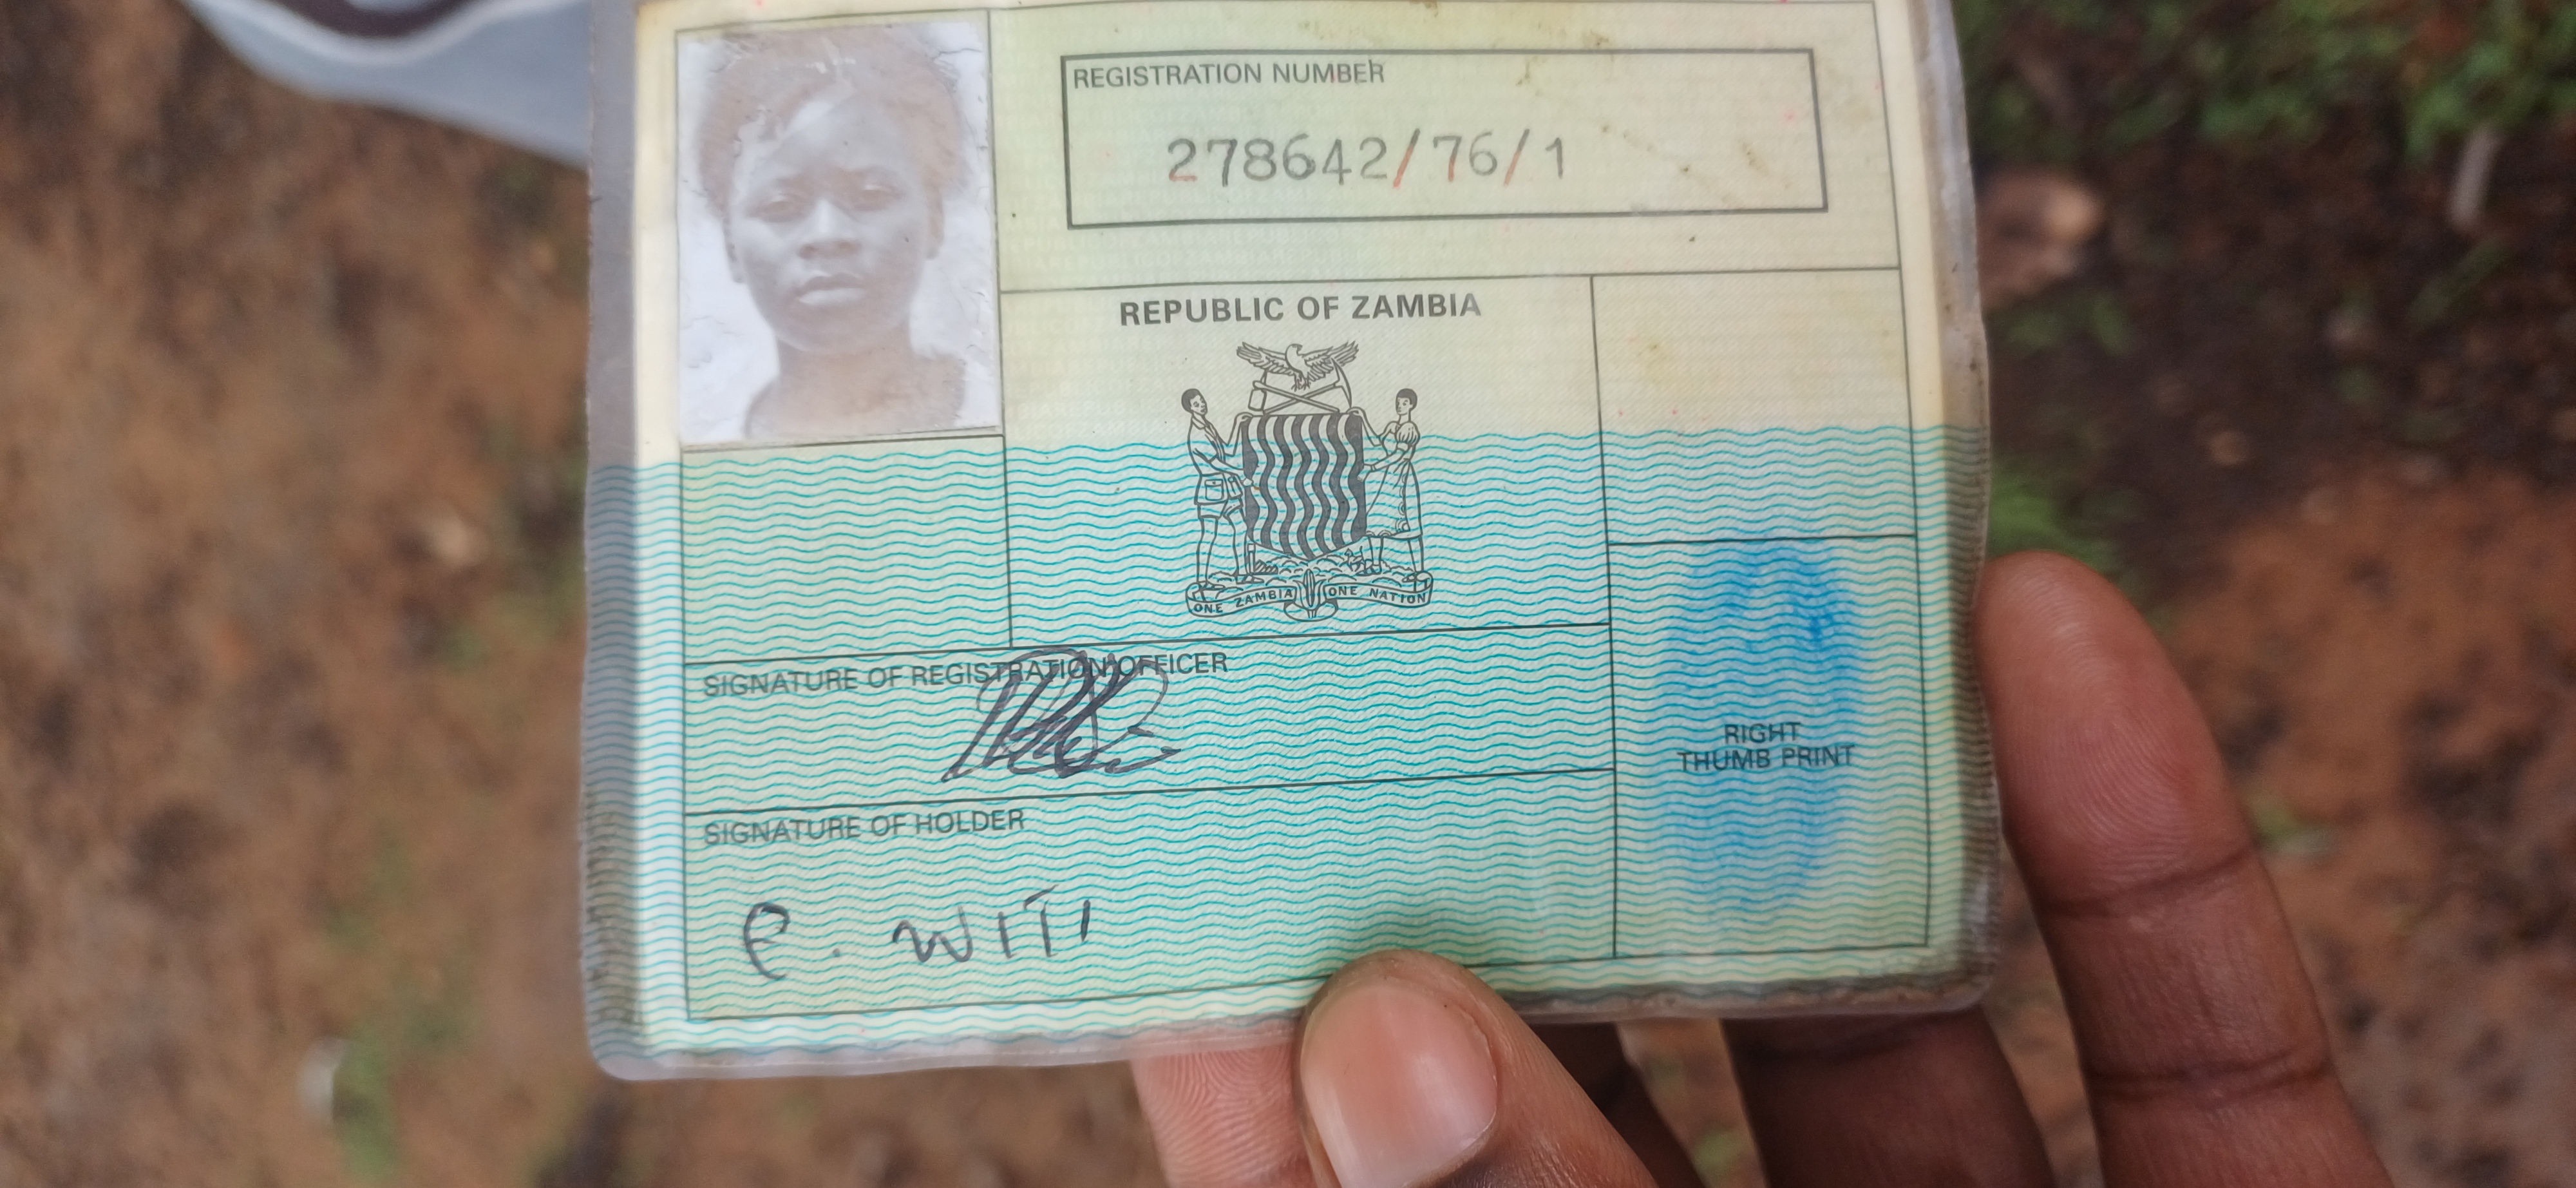 REGISTRATION NUMBER
278642/76/1
REPUBLIC OF ZAMBIA
ONE ZAMBIA ONE NATION
SIGNATURE OF REGISTRATION OFFICER
SIGNATURE OF HOLDER
E. WITI
RIGHT
THUMB PRINT